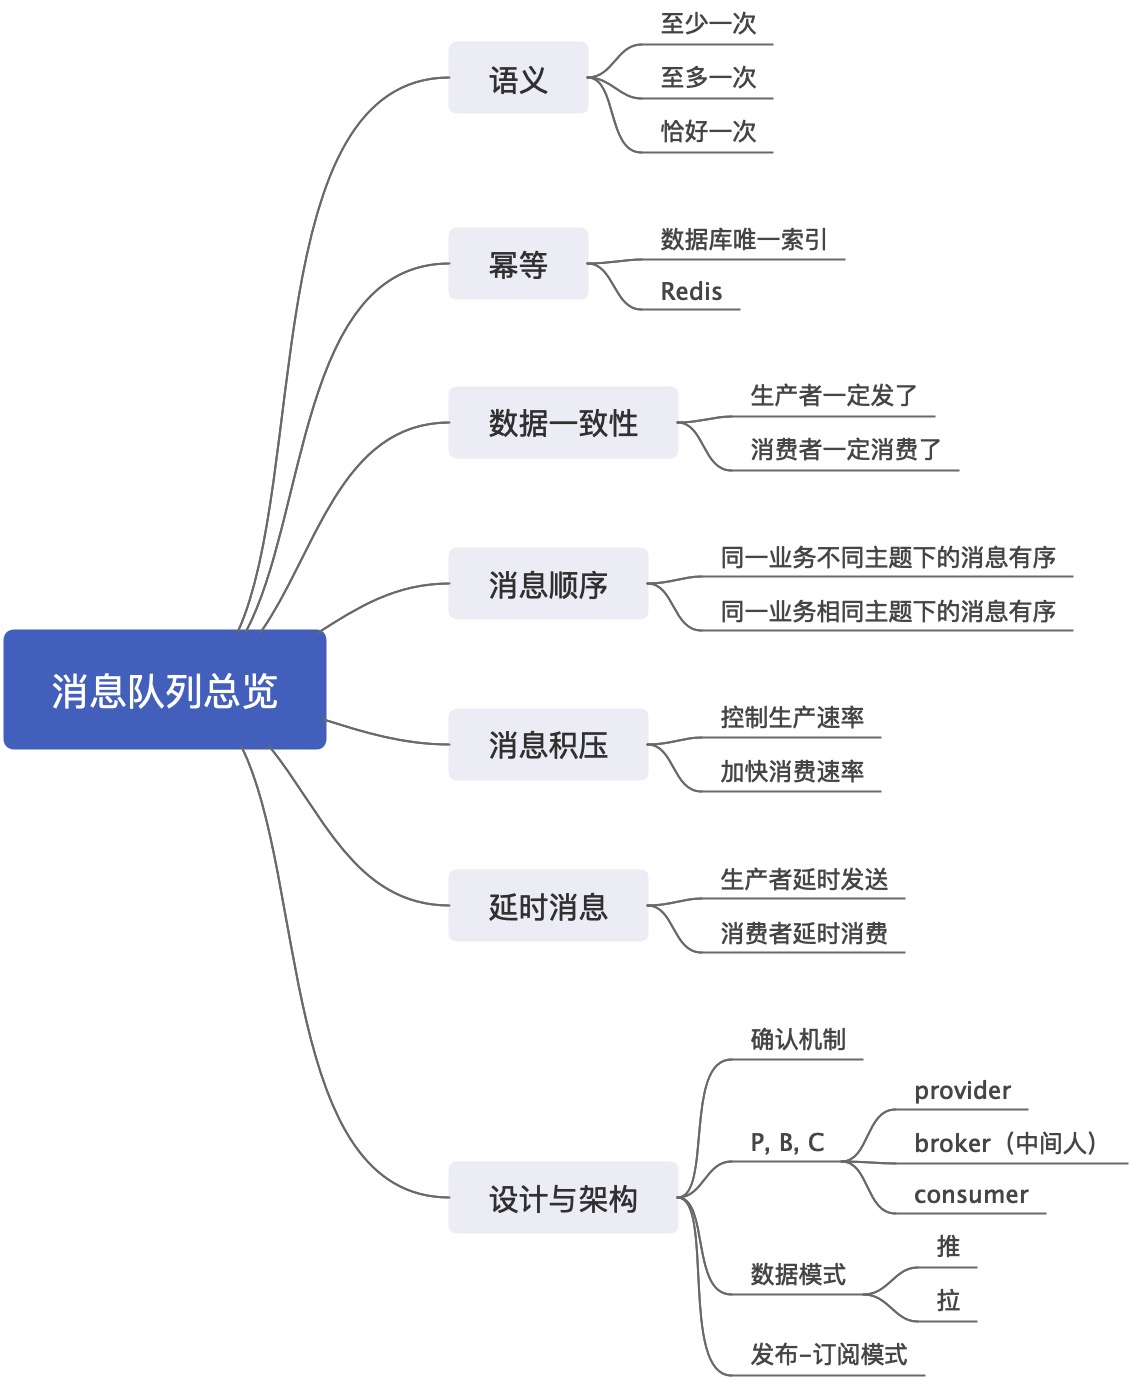 消息队列总览
语义
至少一次
至多一次
恰好一次
幂等
数据库唯一索引
Redis
数据一致性
生产者一定发了
消费者一定消费了
消息顺序
同一业务不同主题下的消息有序
同一业务相同主题下的消息有序
消息积压
控制生产速率
加快消费速率
延时消息
生产者延时发送
消费者延时消费
设计与架构
确认机制
P, B, C
provider
broker（中间人）
consumer
数据模式
推
拉
发布-订阅模式